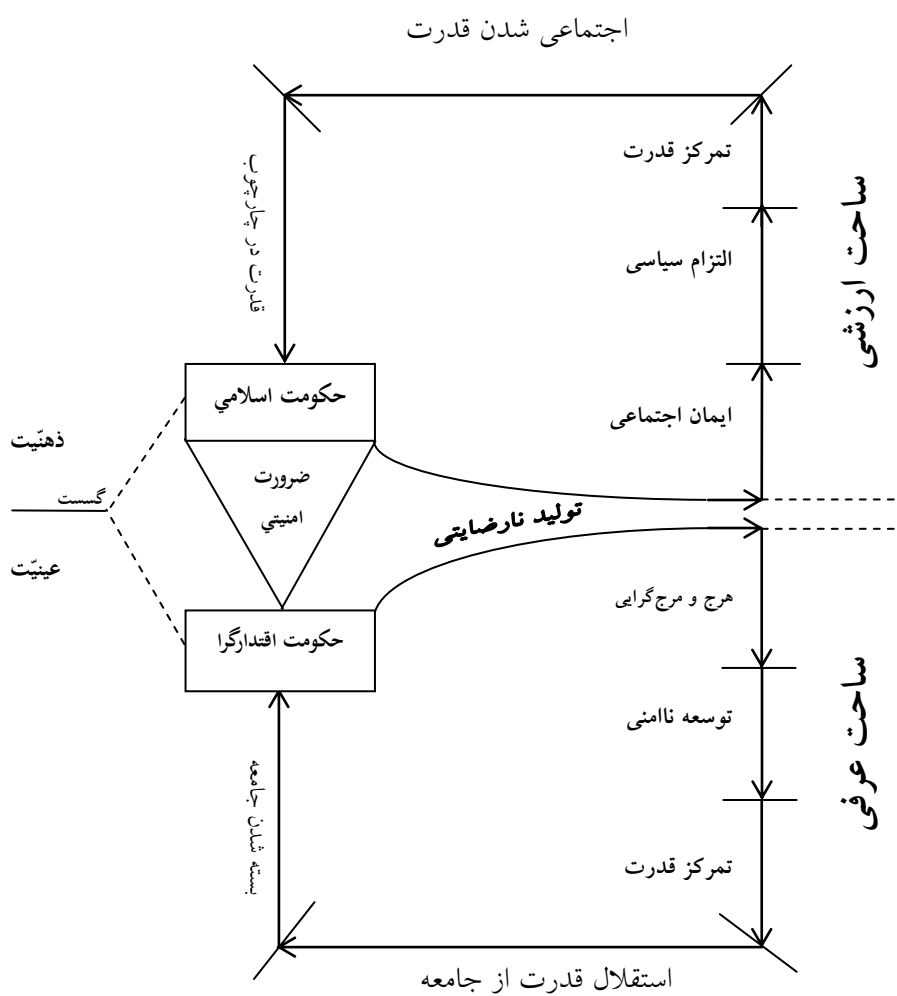 اجتماعی شدن قدرت
تمرکز قدرت
ساحت ارزشی
قدرت در چارچوب
التزام سیاسی
حکومت اسلامي
ایمان اجتماعی
ذهنّیت
ضرورت
امنیتي
گسست
تولید نارضایتی
عینیّت
هرج و مرج‌گرایی
حکومت اقتدارگرا
ساحت عرفی
توسعه ناامنی
بسته شدن جامعه
تمرکز قدرت
استقلال قدرت از جامعه